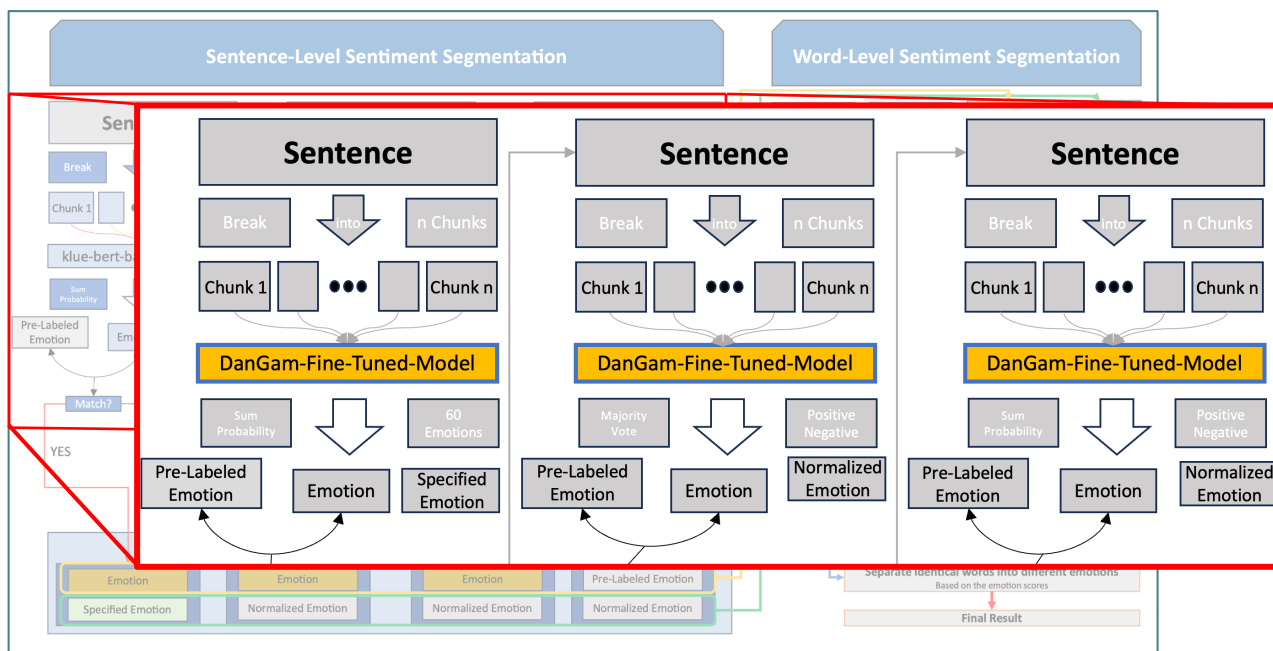 Sentence-Level Sentiment Segmentation
Word-Level Sentiment Segmentation
Sen
Break
Chunk 1
klue-bert-ba
Sum
Probability
Pre-Labeled
Emotion
Em
Match?
YES
Sentence
Break
into
n Chunks
Chunk 1
Chunk n
DanGam-Fine-Tuned-Model
Sum
Probability
60
Emotions
Pre-Labeled
Emotion
Emotion
Specified
Emotion
Sentence
Break
into
n Chunks
Chunk 1
Chunk n
DanGam-Fine-Tuned-Model
Majority
Vote
Positive
Negative
Pre-Labeled
Emotion
Emotion
Normalized
Emotion
Sentence
Break
into
n Chunks
Chunk 1
Chunk n
DanGam-Fine-Tuned-Model
Sum
Probability
Positive
Negative
Pre-Labeled
Emotion
Emotion
Normalized
Emotion
Emotion
Emotion
Emotion
Pre-Labeled Emotion
Specified Emotion
Normalized Emotion
Normalized Emotion
Normalized Emotion
Separate identical words into different emotions
Based on the emotion scores
Final Result